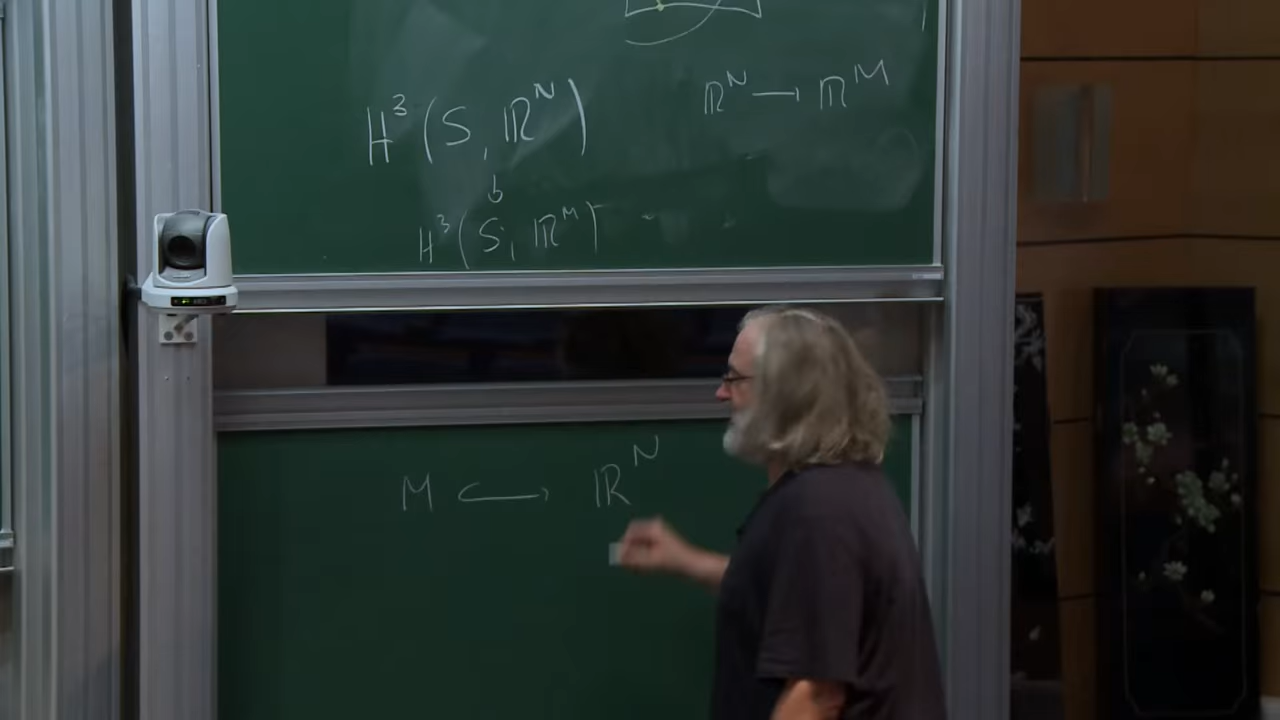 H³(S, ℝᴺ)
ℝᴺ → ℝᴹ
↓
H³(S, ℝᴹ)
M ↪ ℝᴺ